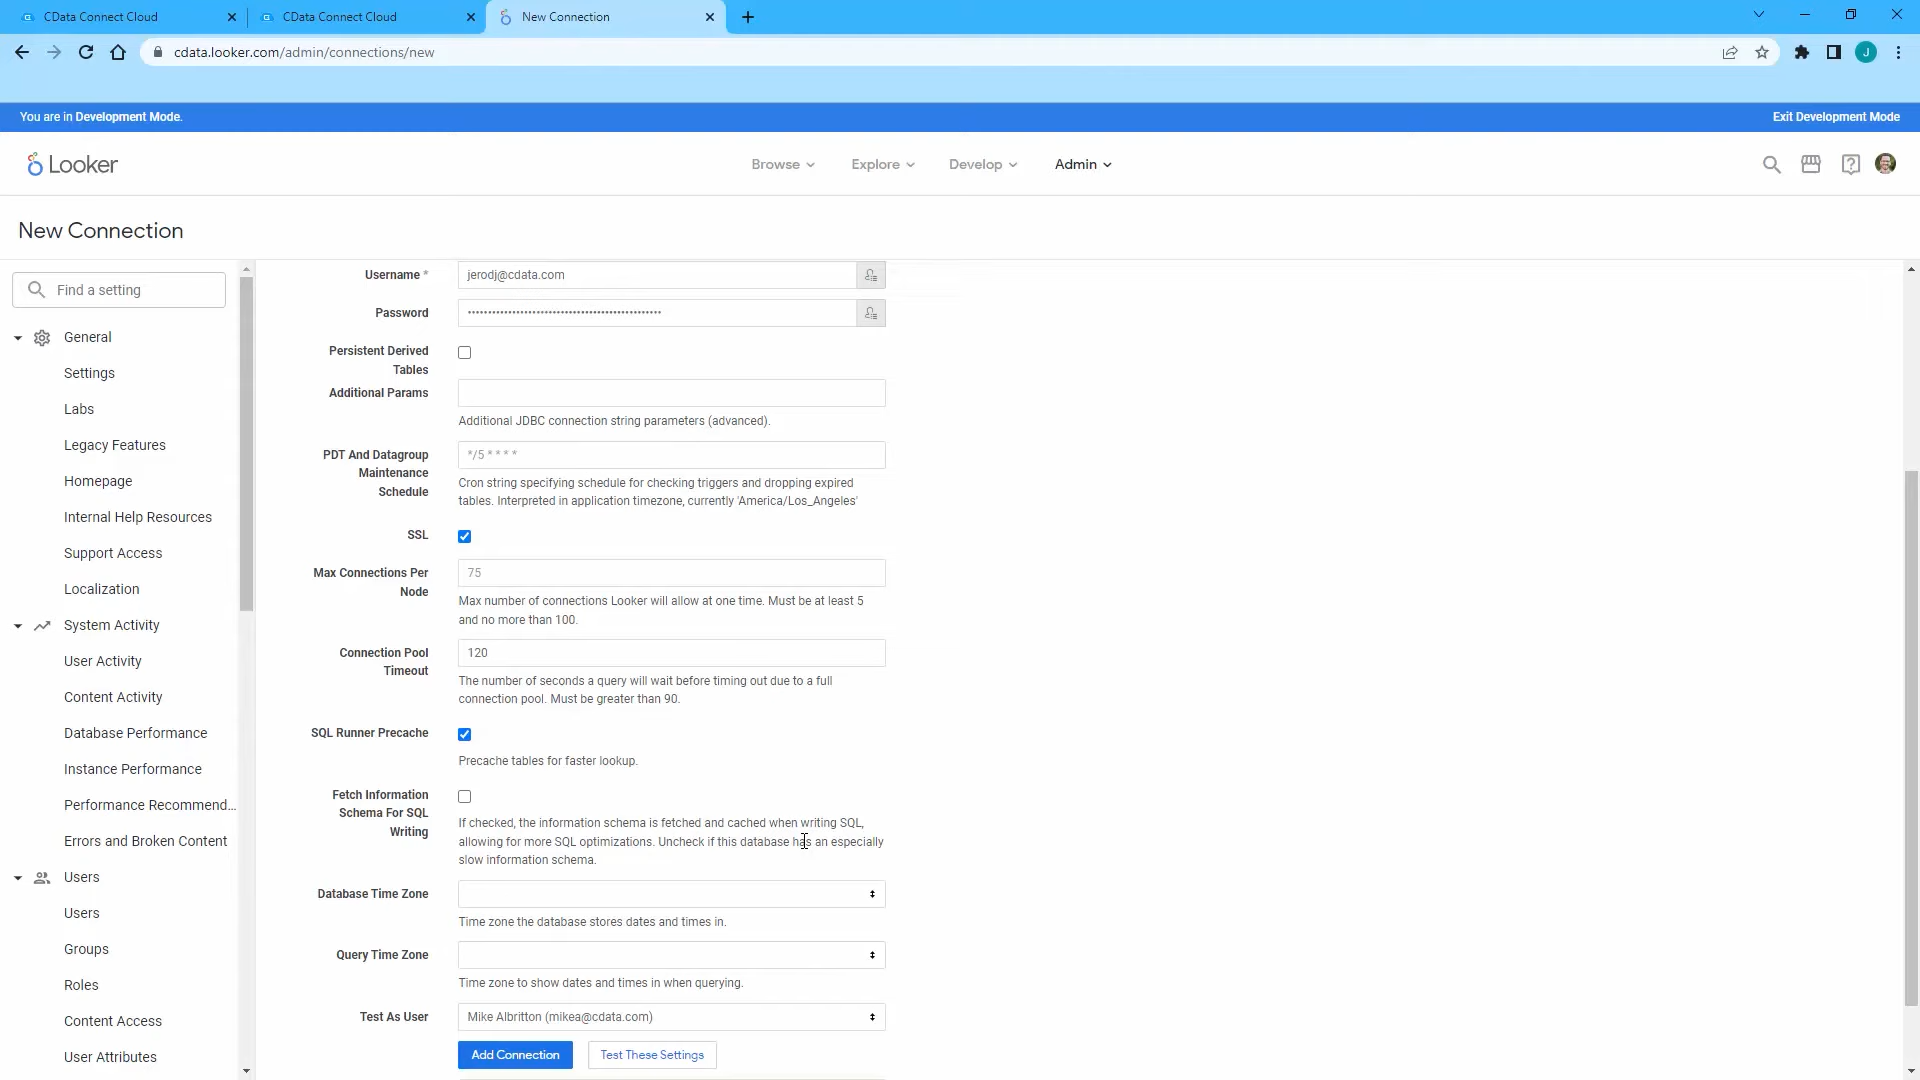 CData Connect Cloud
CData Connect Cloud
New Connection
cdata.looker.com/admin/connections/new
J
You are in Development Mode.
Exit Development Mode
Looker
Browse
Explore
Develop
Admin
New Connection
Find a setting
General
Settings
Labs
Legacy Features
Homepage
Internal Help Resources
Support Access
Localization
System Activity
User Activity
Content Activity
Database Performance
Instance Performance
Performance Recommend...
Errors and Broken Content
Users
Users
Groups
Roles
Content Access
User Attributes
Username *
jerodj@cdata.com
Password
Persistent Derived
Tables
Additional Params
Additional JDBC connection string parameters (advanced).
PDT And Datagroup
Maintenance
Schedule
*/5 * * * *
Cron string specifying schedule for checking triggers and dropping expired
tables. Interpreted in application timezone, currently 'America/Los_Angeles'
SSL
Max Connections Per
Node
75
Max number of connections Looker will allow at one time. Must be at least 5
and no more than 100.
Connection Pool
Timeout
120
The number of seconds a query will wait before timing out due to a full
connection pool. Must be greater than 90.
SQL Runner Precache
Precache tables for faster lookup.
Fetch Information
Schema For SQL
Writing
If checked, the information schema is fetched and cached when writing SQL,
allowing for more SQL optimizations. Uncheck if this database has an especially
slow information schema.
Database Time Zone
Time zone the database stores dates and times in.
Query Time Zone
Time zone to show dates and times in when querying.
Test As User
Mike Albritton (mikea@cdata.com)
Add Connection
Test These Settings